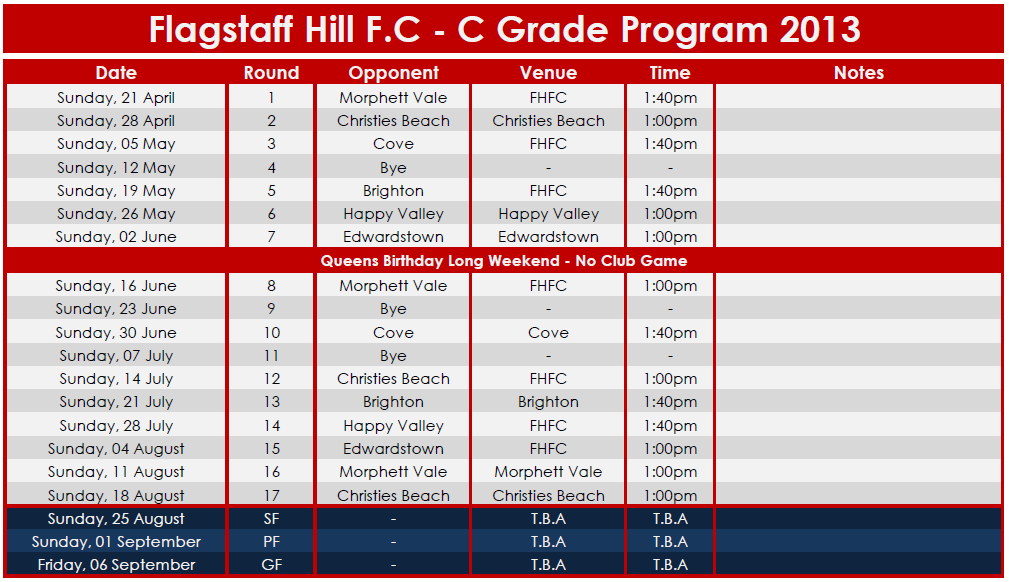 Flagstaff Hill F.C - C Grade Program 2013
Date Round Opponent Venue Time Notes
Sunday, 21 April 1 Morphett Vale FHFC 1:40pm
Sunday, 28 April 2 Christies Beach Christies Beach 1:00pm
Sunday, 05 May 3 Cove FHFC 1:40pm
Sunday, 12 May 4 Bye - -
Sunday, 19 May 5 Brighton FHFC 1:40pm
Sunday, 26 May 6 Happy Valley Happy Valley 1:00pm
Sunday, 02 June 7 Edwardstown Edwardstown 1:00pm
Queens Birthday Long Weekend - No Club Game
Sunday, 16 June 8 Morphett Vale FHFC 1:00pm
Sunday, 23 June 9 Bye - -
Sunday, 30 June 10 Cove Cove 1:40pm
Sunday, 07 July 11 Bye - -
Sunday, 14 July 12 Christies Beach FHFC 1:00pm
Sunday, 21 July 13 Brighton Brighton 1:40pm
Sunday, 28 July 14 Happy Valley FHFC 1:40pm
Sunday, 04 August 15 Edwardstown FHFC 1:00pm
Sunday, 11 August 16 Morphett Vale Morphett Vale 1:00pm
Sunday, 18 August 17 Christies Beach Christies Beach 1:00pm
Sunday, 25 August SF - T.B.A T.B.A
Sunday, 01 September PF - T.B.A T.B.A
Friday, 06 September GF - T.B.A T.B.A